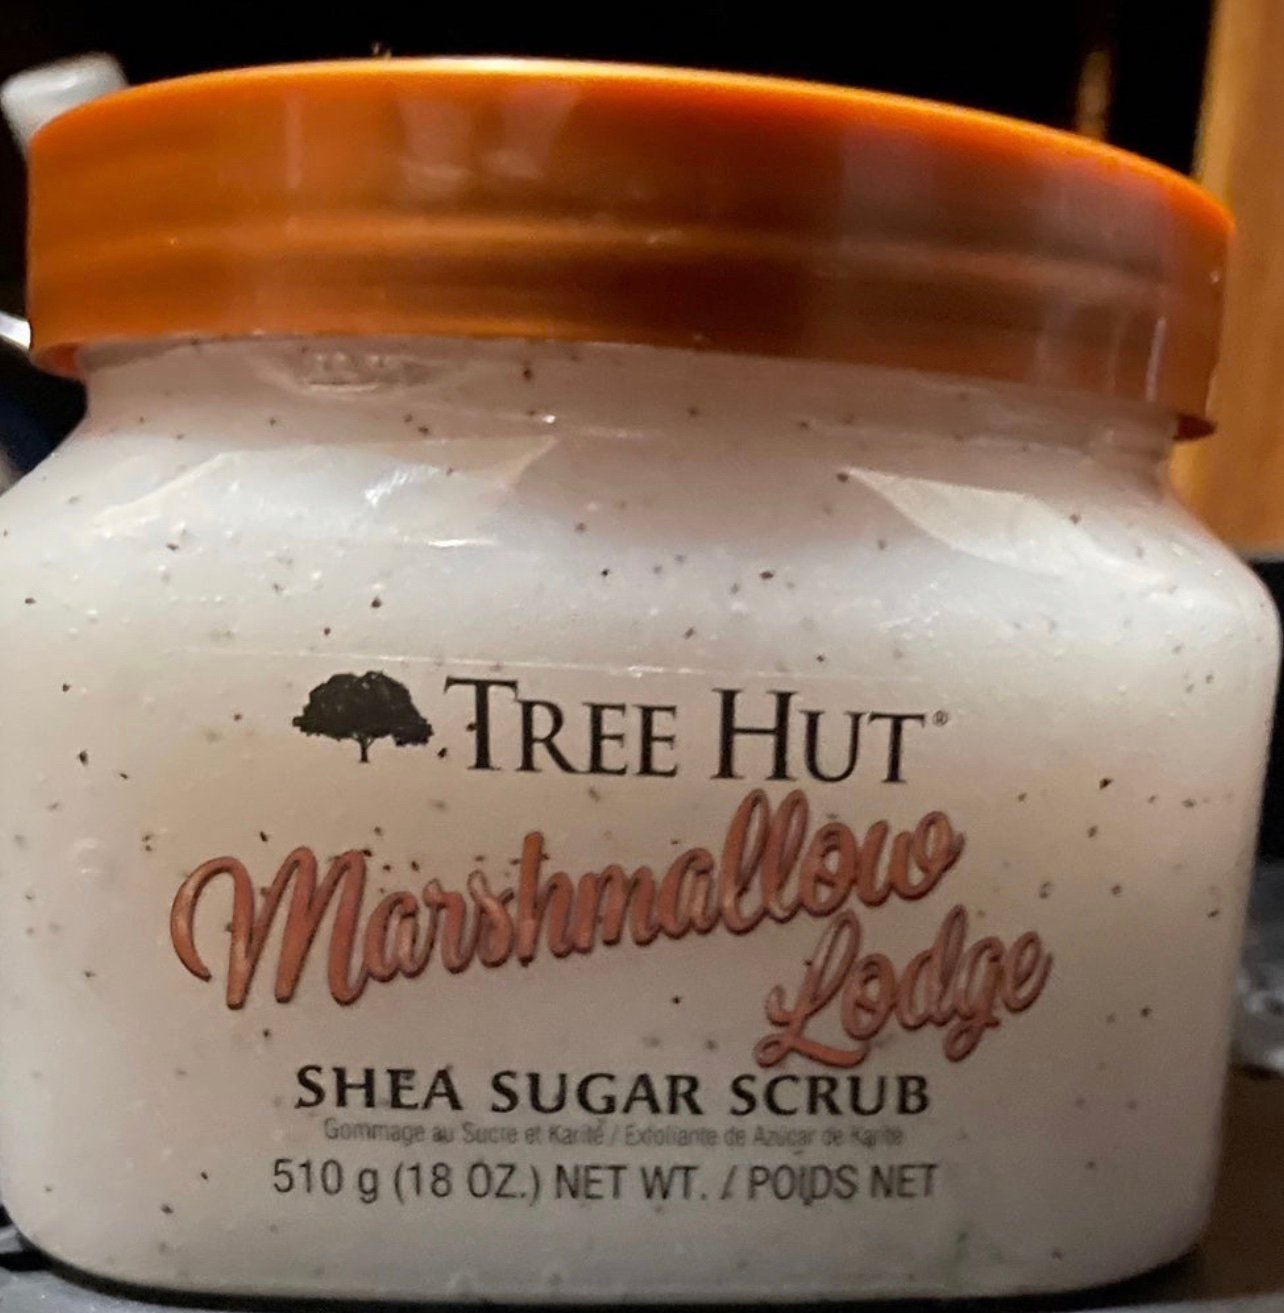 TREE HUT®
Marshmallow
Lodge
SHEA SUGAR SCRUB
Gommage au Sucre et Karité / Exfoliante de Azúcar de Karité
510 g (18 OZ.) NET WT. / POIDS NET